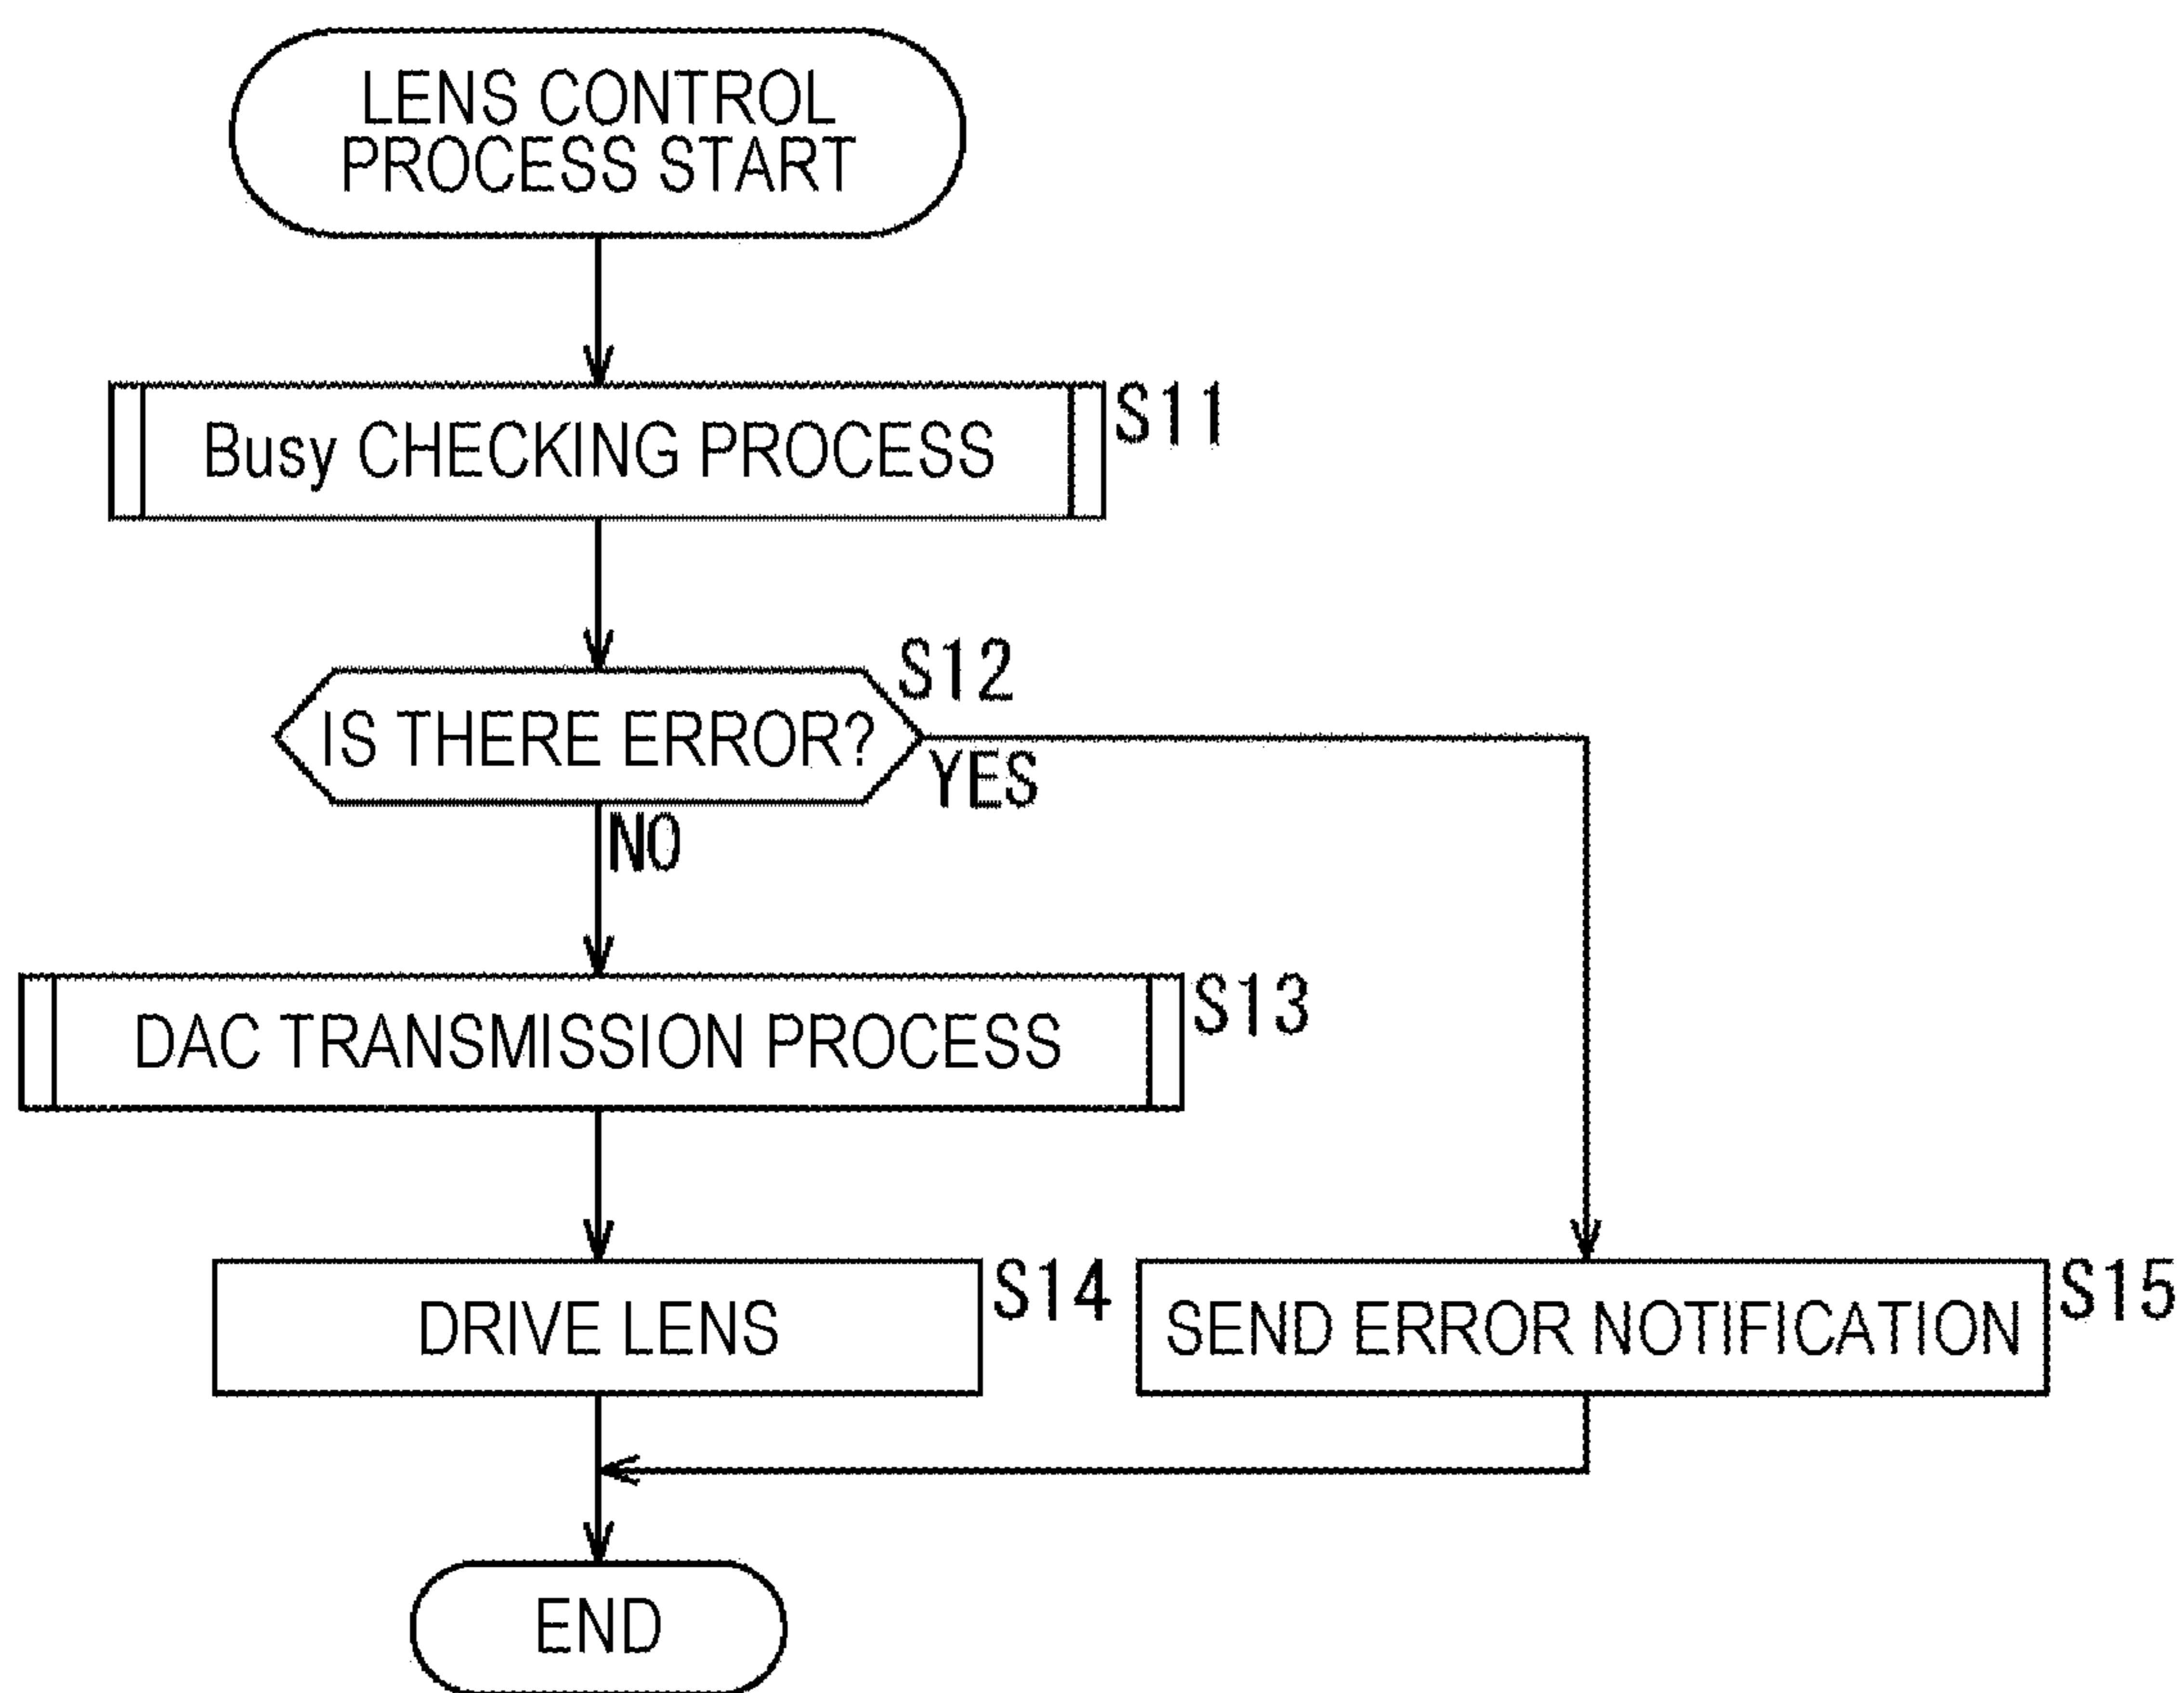 LENS CONTROL
PROCESS START
Busy CHECKING PROCESS
S11
IS THERE ERROR?
S12
YES
NO
DAC TRANSMISSION PROCESS
S13
DRIVE LENS
S14
SEND ERROR NOTIFICATION
S15
END